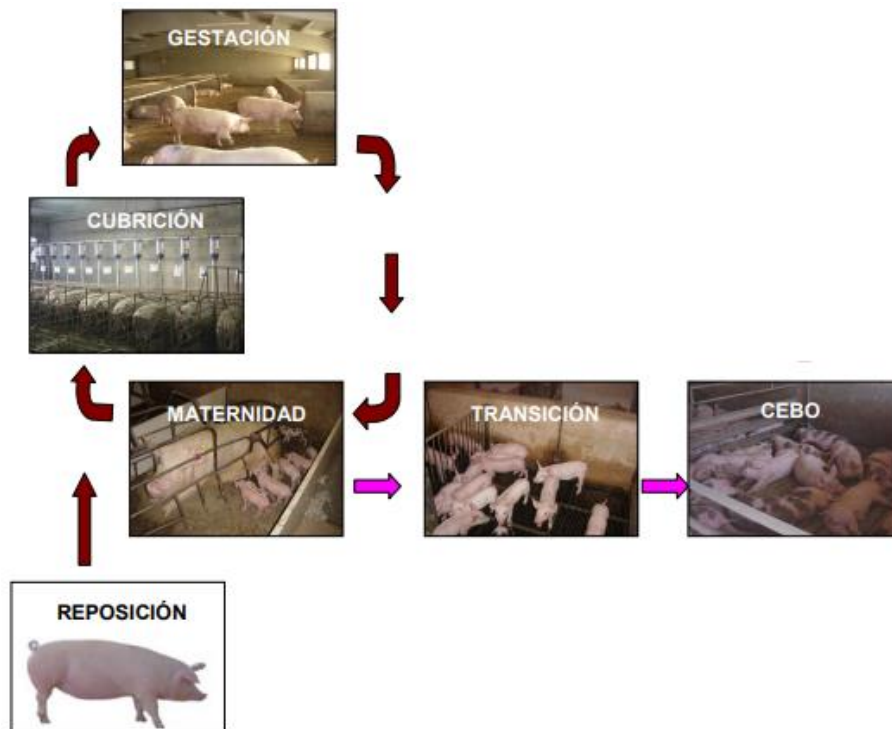 GESTACIÓN
CUBRICIÓN
MATERNIDAD
TRANSICIÓN
CEBO
REPOSICIÓN